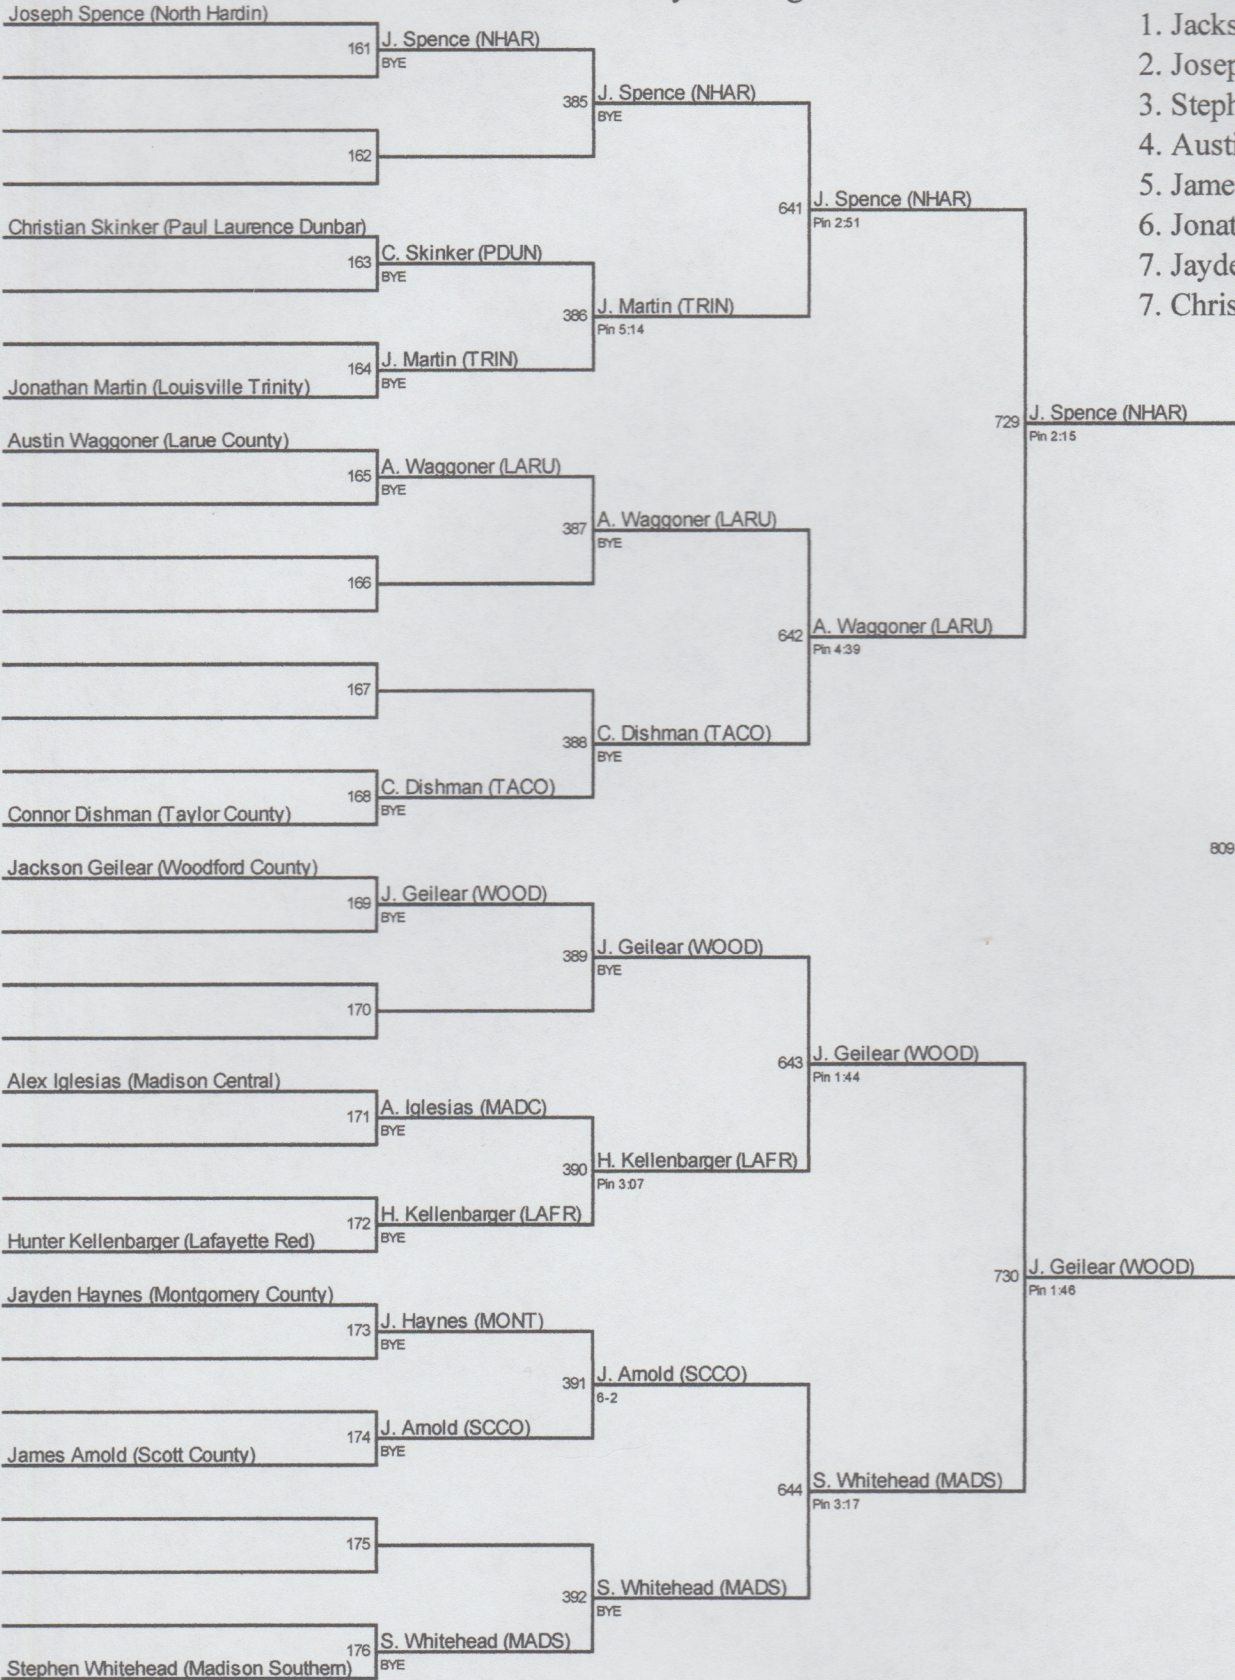 Joseph Spence (North Hardin)
161 J. Spence (NHAR)
BYE
385 J. Spence (NHAR)
BYE
162
641 J. Spence (NHAR)
Pin 2:51
Christian Skinker (Paul Laurence Dunbar)
163 C. Skinker (PDUN)
BYE
386 J. Martin (TRIN)
Pin 5:14
164 J. Martin (TRIN)
BYE
Jonathan Martin (Louisville Trinity)
729 J. Spence (NHAR)
Pin 2:15
Austin Waggoner (Larue County)
165 A. Waggoner (LARU)
BYE
387 A. Waggoner (LARU)
BYE
166
642 A. Waggoner (LARU)
Pin 4:39
167
388 C. Dishman (TACO)
BYE
168 C. Dishman (TACO)
BYE
Connor Dishman (Taylor County)
809
Jackson Geilear (Woodford County)
169 J. Geilear (WOOD)
BYE
389 J. Geilear (WOOD)
BYE
170
643 J. Geilear (WOOD)
Pin 1:44
Alex Iglesias (Madison Central)
171 A. Iglesias (MADC)
BYE
390 H. Kellenbarger (LAFR)
Pin 3:07
172 H. Kellenbarger (LAFR)
BYE
Hunter Kellenbarger (Lafayette Red)
730 J. Geilear (WOOD)
Pin 1:46
Jayden Haynes (Montgomery County)
173 J. Haynes (MONT)
BYE
391 J. Arnold (SCCO)
6-2
174 J. Arnold (SCCO)
BYE
James Arnold (Scott County)
644 S. Whitehead (MADS)
Pin 3:17
175
392 S. Whitehead (MADS)
BYE
176 S. Whitehead (MADS)
BYE
Stephen Whitehead (Madison Southern)
1. Jacks
2. Josep
3. Steph
4. Austi
5. Jame
6. Jonat
7. Jayde
7. Chris